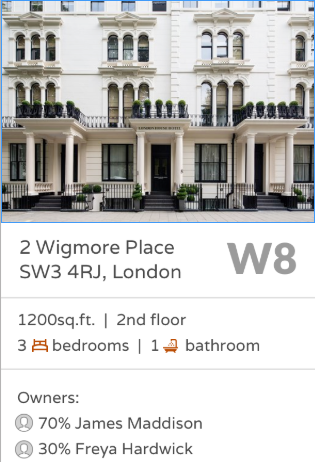 2 Wigmore Place
SW3 4RJ, London
W8
1200sq.ft. | 2nd floor
3 bedrooms | 1 bathroom
Owners:
70% James Maddison
30% Freya Hardwick